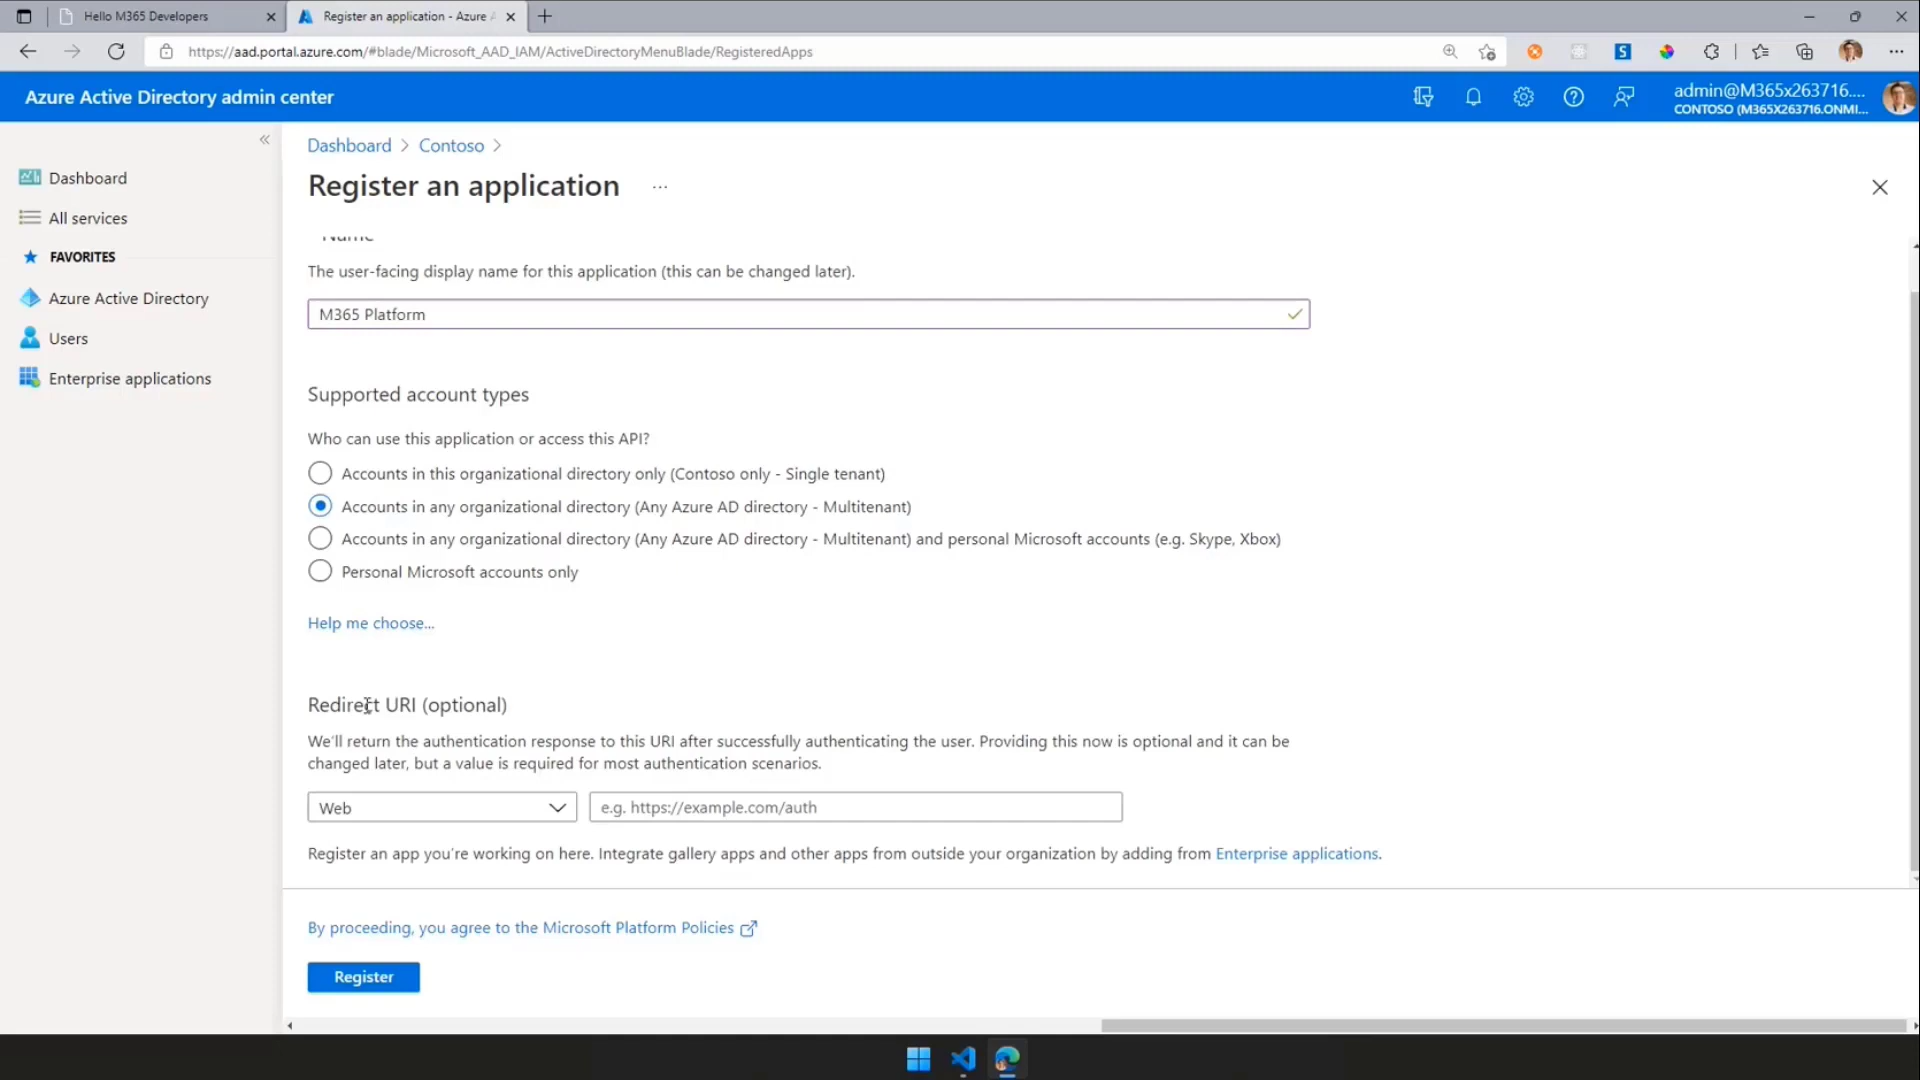 Hello M365 Developers
Register an application - Azure A
https://aad.portal.azure.com/#blade/Microsoft_AAD_IAM/ActiveDirectoryMenuBlade/RegisteredApps
Azure Active Directory admin center
admin@M365x263716....
CONTOSO (M365X263716.ONMI...
Dashboard
All services
FAVORITES
Azure Active Directory
Users
Enterprise applications
Dashboard > Contoso >
Register an application ...
Name
The user-facing display name for this application (this can be changed later).
M365 Platform
Supported account types
Who can use this application or access this API?
Accounts in this organizational directory only (Contoso only - Single tenant)
Accounts in any organizational directory (Any Azure AD directory - Multitenant)
Accounts in any organizational directory (Any Azure AD directory - Multitenant) and personal Microsoft accounts (e.g. Skype, Xbox)
Personal Microsoft accounts only
Help me choose...
Redirect URI (optional)
We'll return the authentication response to this URI after successfully authenticating the user. Providing this now is optional and it can be
changed later, but a value is required for most authentication scenarios.
Web
e.g. https://example.com/auth
Register an app you're working on here. Integrate gallery apps and other apps from outside your organization by adding from Enterprise applications.
By proceeding, you agree to the Microsoft Platform Policies
Register